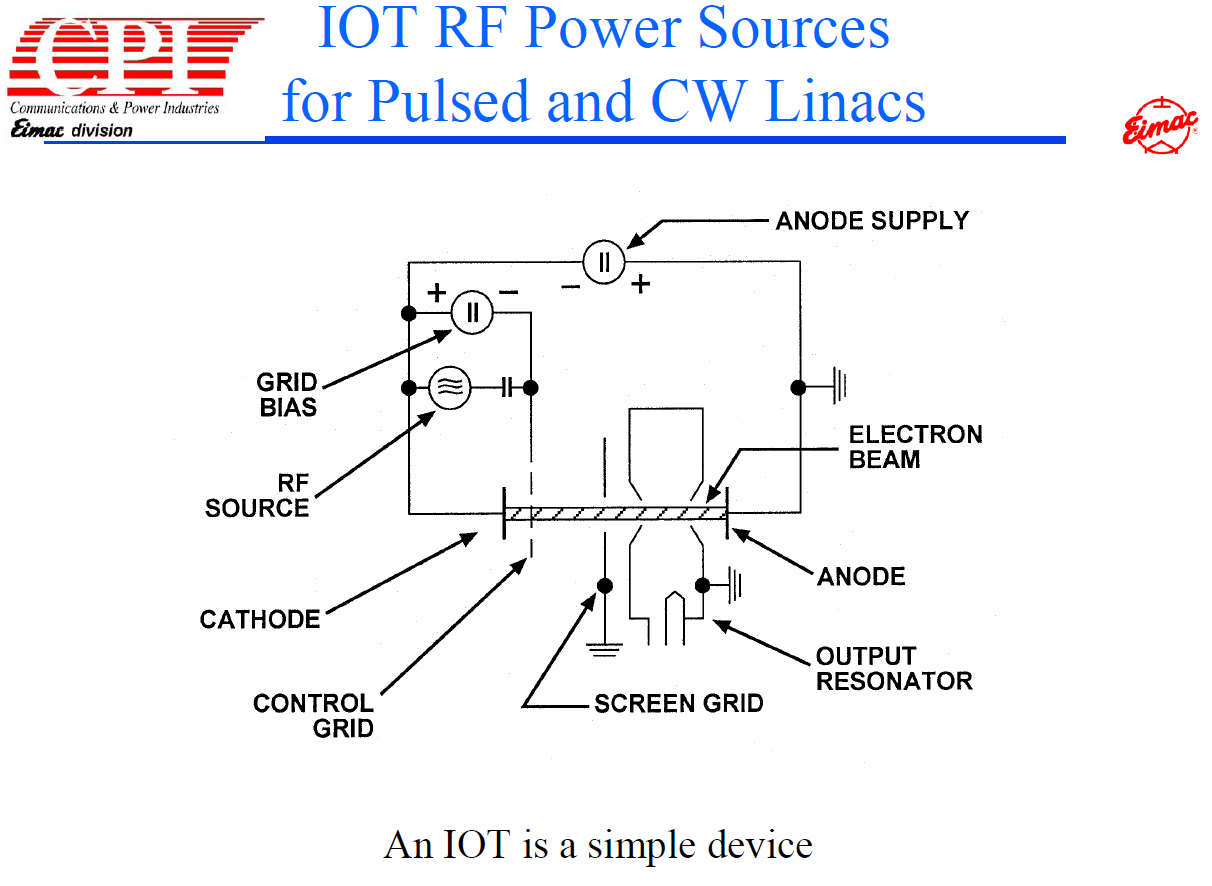 CPI
Communications & Power Industries
Eimac division
IOT RF Power Sources
for Pulsed and CW Linacs
Eimac
®
ANODE SUPPLY
+ −
− +
GRID
BIAS
RF
SOURCE
ELECTRON
BEAM
CATHODE
ANODE
CONTROL
GRID
SCREEN GRID
OUTPUT
RESONATOR
An IOT is a simple device